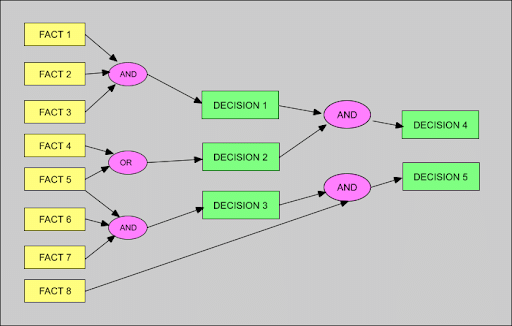 FACT 1
FACT 2
FACT 3
FACT 4
FACT 5
FACT 6
FACT 7
FACT 8
AND
OR
AND
DECISION 1
DECISION 2
DECISION 3
AND
AND
DECISION 4
DECISION 5